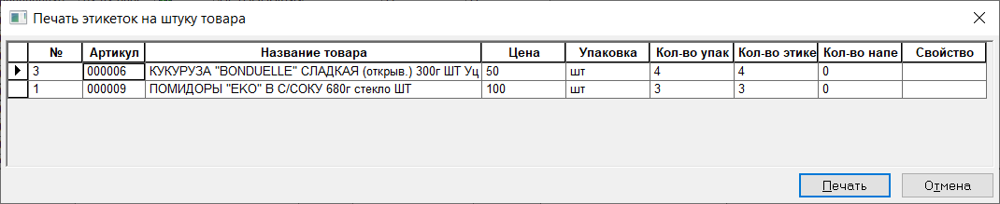 Печать этикеток на штуку товара
№ Артикул Название товара Цена Упаковка Кол-во упак Кол-во этике Кол-во напе Свойство
3 000006 КУКУРУЗА "BONDUELLE" СЛАДКАЯ (открыв.) 300г ШТ Уц 50 шт 4 4 0
1 000009 ПОМИДОРЫ "EKO" В С/СОКУ 680г стекло ШТ 100 шт 3 3 0
Печать Отмена